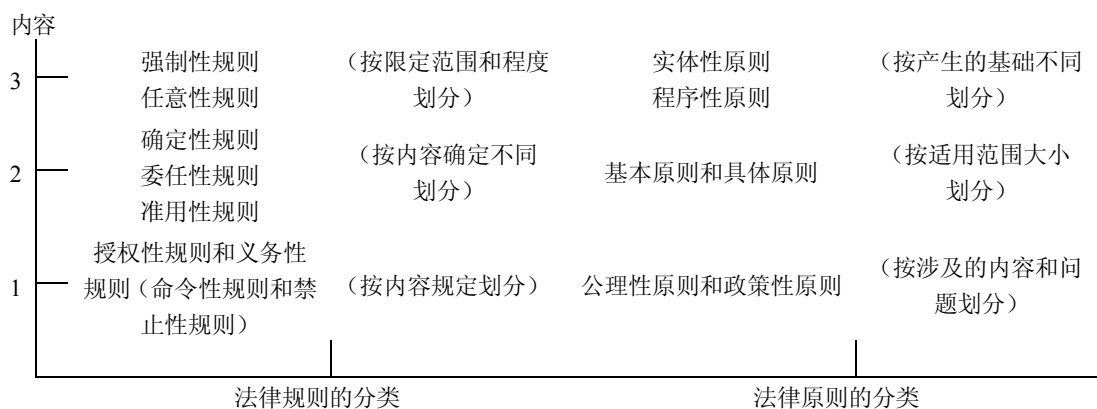 内容
3
强制性规则
任意性规则
（按限定范围和程度
划分）
实体性原则
程序性原则
（按产生的基础不同
划分）
2
确定性规则
委任性规则
准用性规则
（按内容确定不同
划分）
基本原则和具体原则
（按适用范围大小
划分）
1
授权性规则和义务性
规则（命令性规则和禁
止性规则）
（按内容规定划分）
公理性原则和政策性原则
（按涉及的内容和问
题划分）
法律规则的分类
法律原则的分类